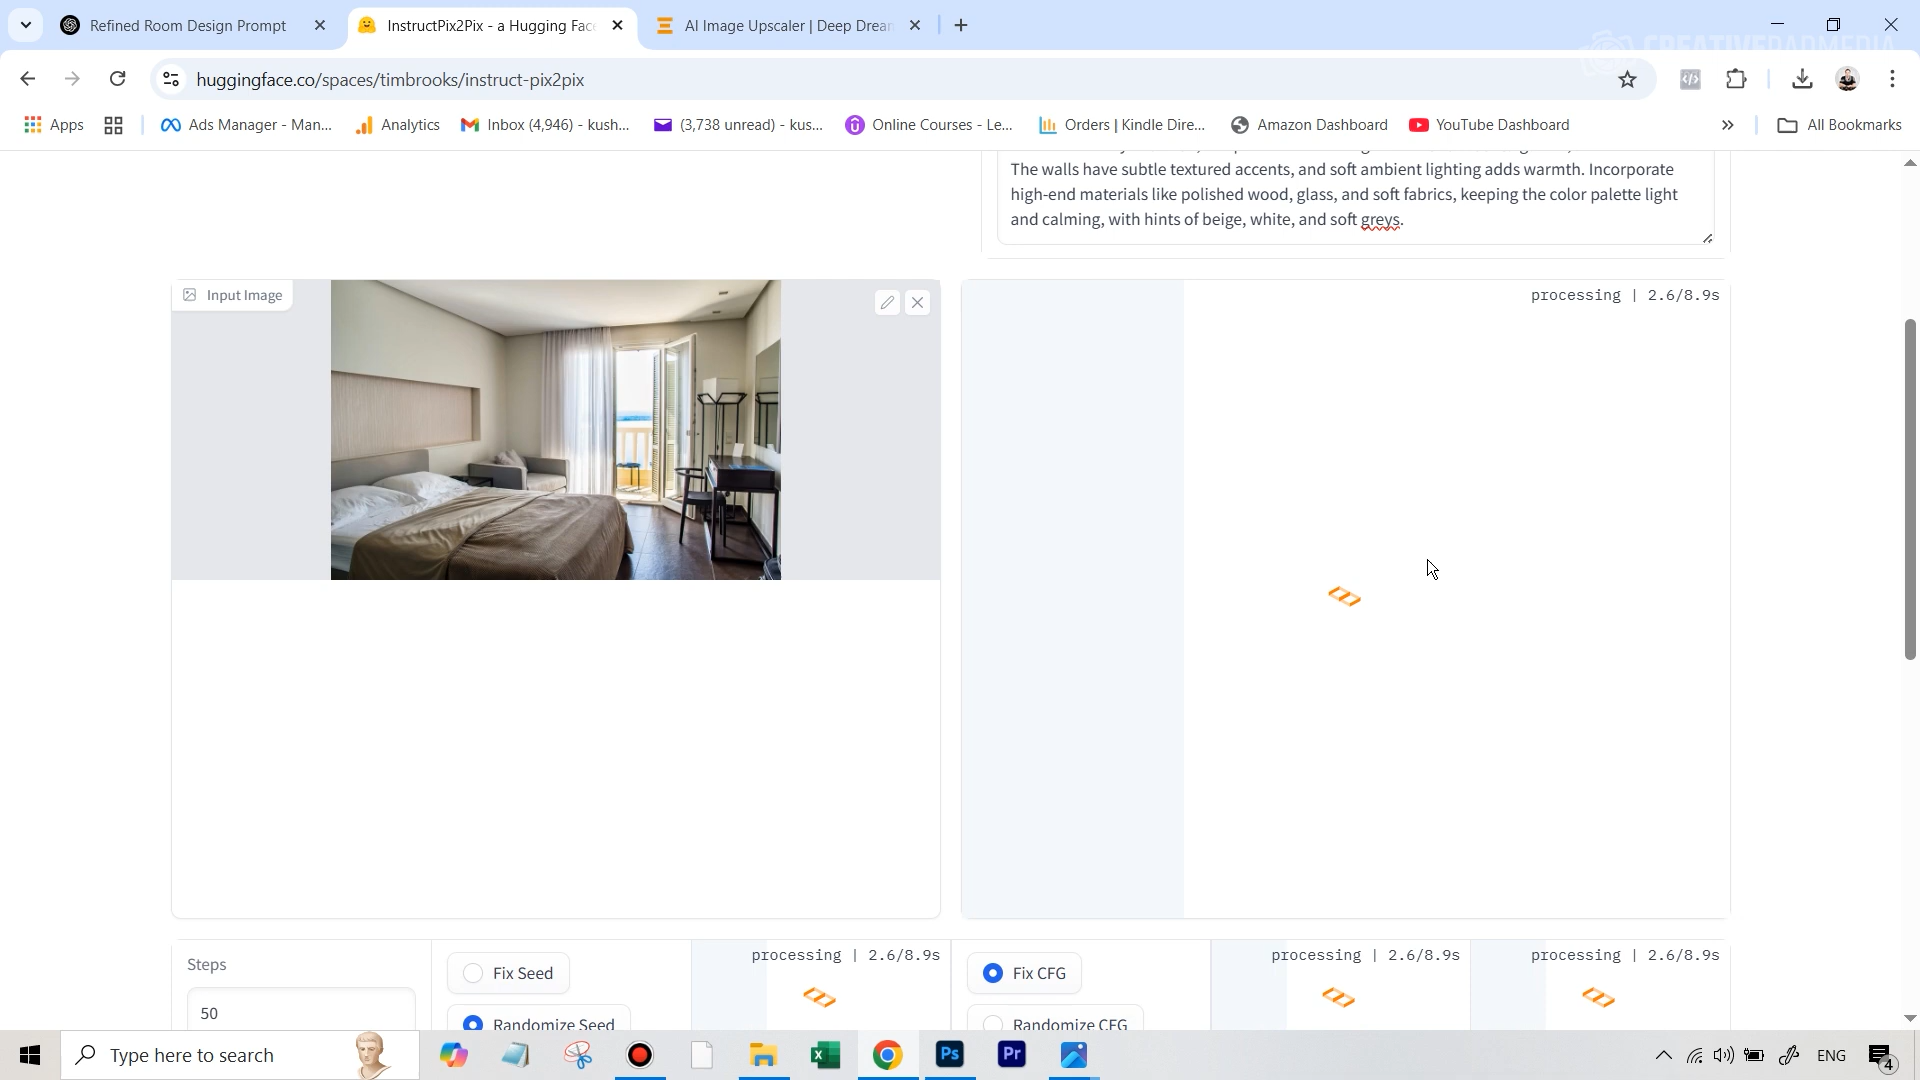 Refined Room Design Prompt
InstructPix2Pix - a Hugging Fac
AI Image Upscaler | Deep Drea
CREATIVEPADMEDIA
huggingface.co/spaces/timbrooks/instruct-pix2pix
Apps
Ads Manager - Man...
Analytics
Inbox (4,946) - kush...
(3,738 unread) - kus...
Online Courses - Le...
Orders | Kindle Dire...
Amazon Dashboard
YouTube Dashboard
All Bookmarks
The walls have subtle textured accents, and soft ambient lighting adds warmth. Incorporate
high-end materials like polished wood, glass, and soft fabrics, keeping the color palette light
and calming, with hints of beige, white, and soft greys.
Input Image
processing | 2.6/8.9s
Steps
50
Fix Seed
Randomize Seed
processing | 2.6/8.9s
Fix CFG
Randomize CFG
processing | 2.6/8.9s
processing | 2.6/8.9s
Type here to search
Ps
Pr
ENG
4